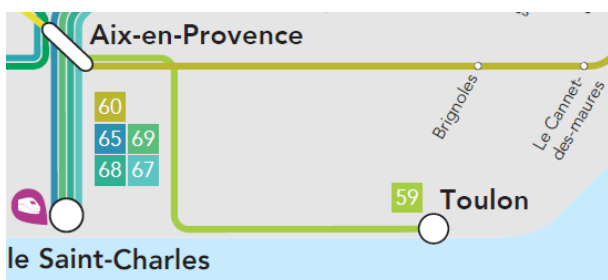 Aix-en-Provence
60
65 69
68 67
Brignoles
Le Cannet-
des-maures
59
Toulon
le Saint-Charles